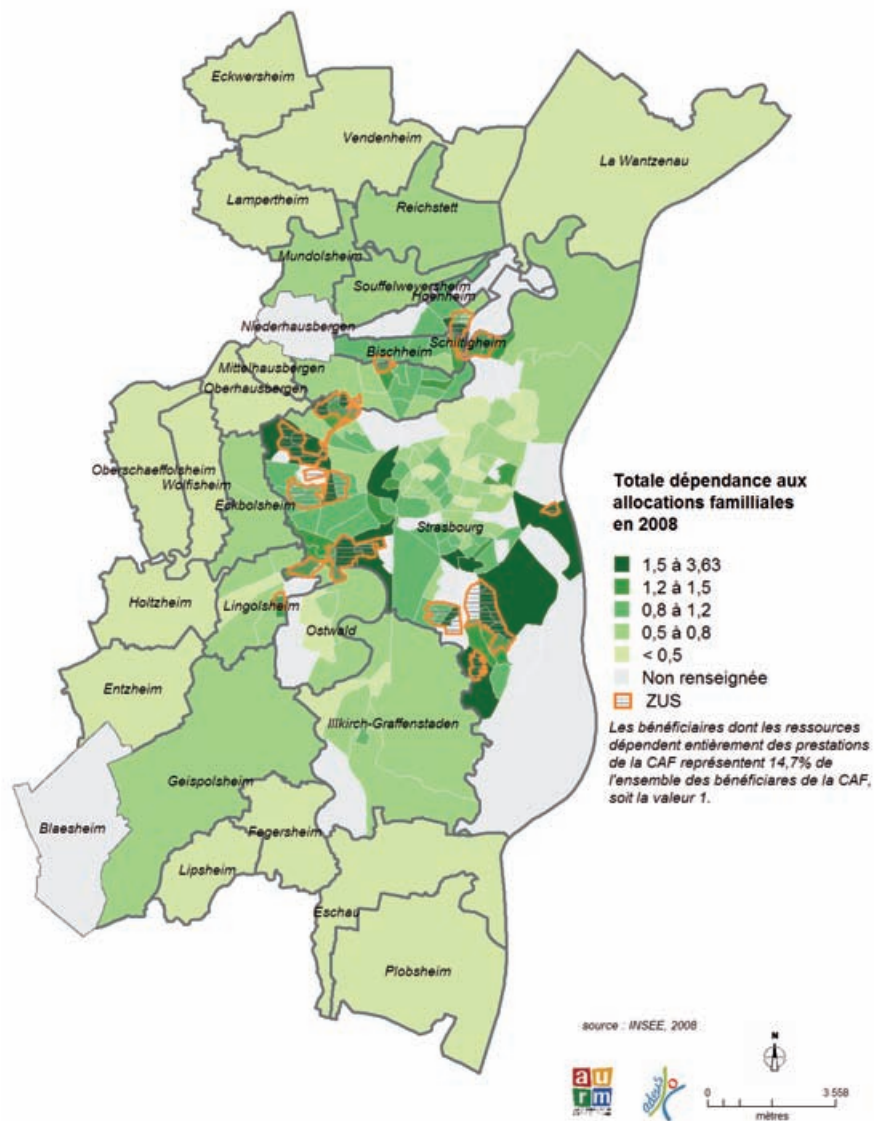 Eckwersheim
Vendenheim
La Wantzenau
Lampertheim
Reichstett
Mundolsheim
Souffelweyersheim
Hoenheim
Niederhausbergen
Schiltigheim
Bischheim
Mittelhausbergen
Oberhausbergen
Oberschaeffolsheim
Wolfisheim
Eckbolsheim
Strasbourg
Holtzheim
Lingolsheim
Ostwald
Entzheim
Illkirch-Graffenstaden
Geispolsheim
Blaesheim
Fegersheim
Lipsheim
Eschau
Plobsheim
Totale dépendance aux
allocations familliales
en 2008
1,5 à 3,63
1,2 à 1,5
0,8 à 1,2
0,5 à 0,8
< 0,5
Non renseignée
ZUS
Les bénéficiaires dont les ressources
dépendent entièrement des prestations
de la CAF représentent 14,7% de
l'ensemble des bénéficiares de la CAF,
soit la valeur 1.
source : INSEE, 2008
N
au
rm
adeus
0 3 558
mètres